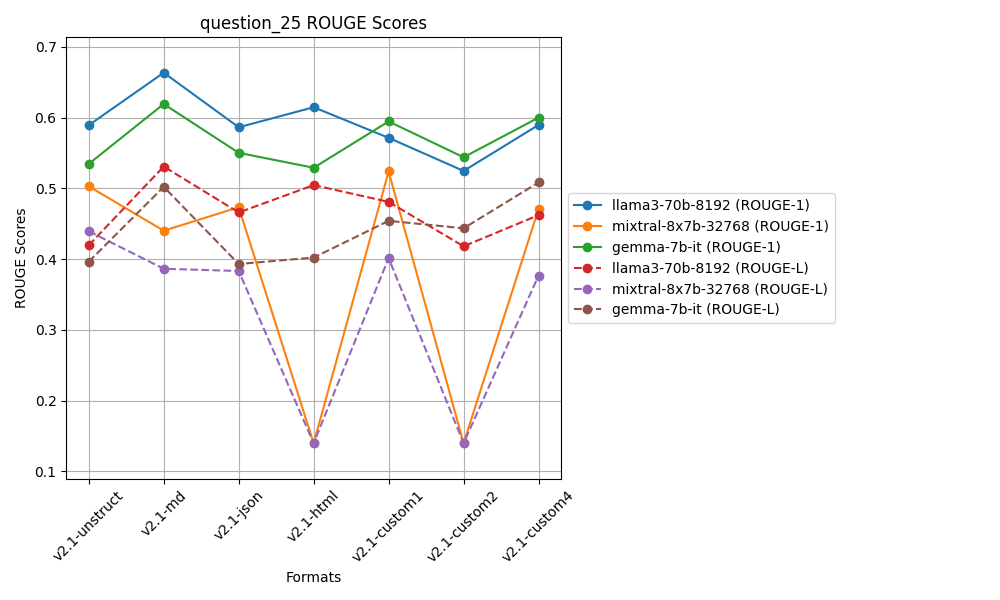 question_25 ROUGE Scores
ROUGE Scores
0.7
0.6
0.5
0.4
0.3
0.2
0.1
v2.1-unstruct
v2.1-md
v2.1-json
v2.1-html
v2.1-custom1
v2.1-custom2
v2.1-custom4
Formats
llama3-70b-8192 (ROUGE-1)
mixtral-8x7b-32768 (ROUGE-1)
gemma-7b-it (ROUGE-1)
llama3-70b-8192 (ROUGE-L)
mixtral-8x7b-32768 (ROUGE-L)
gemma-7b-it (ROUGE-L)